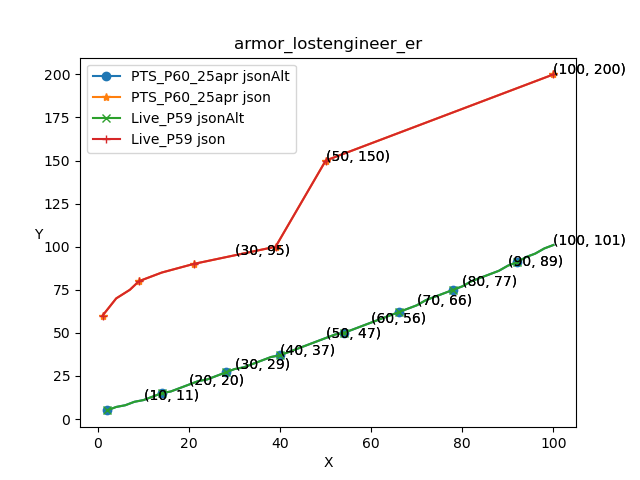 armor_lostengineer_er
PTS_P60_25apr jsonAlt
PTS_P60_25apr json
Live_P59 jsonAlt
Live_P59 json
(100, 200)
(50, 150)
(30, 95)
(100, 101)
(90, 89)
(80, 77)
(70, 66)
(60, 56)
(50, 47)
(40, 37)
(30, 29)
(20, 20)
(10, 11)
200
175
150
125
100
75
50
25
0
Y
0 20 40 60 80 100
X